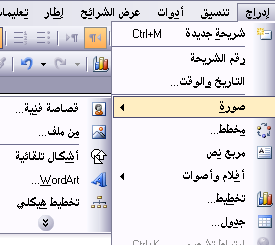 إدراج تنسيق أدوات عرض الشرائح إطار تعليمات
شريحة جديدة Ctrl+M
رقم الشريحة
التاريخ والوقت...
صورة
قصاصة فنية...
من ملف...
أشكال تلقائية
WordArt...
تخطيط هيكلي
مخطط...
مربع نص
أفلام وأصوات
تخطيط...
جدول...
Ctrl+K